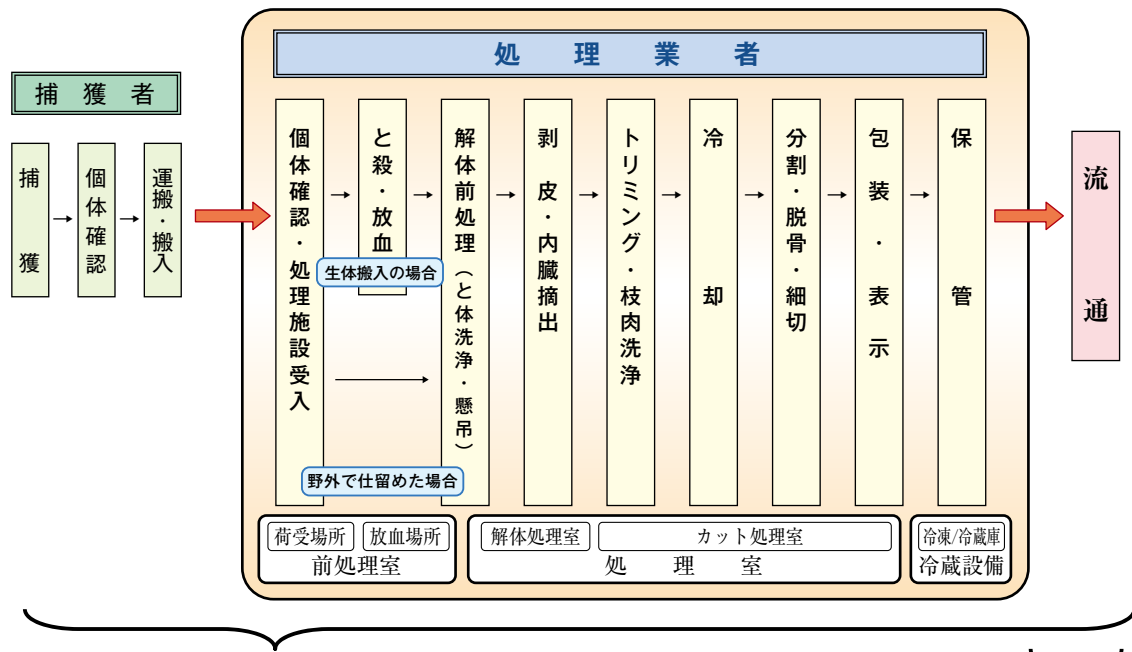 処理業者
捕獲者
捕獲
個体確認
運搬・搬入
個体確認・処理施設受入
と殺・放血
生体搬入の場合
野外で仕留めた場合
解体前処理（と体洗浄・懸吊）
剥皮・内臓摘出
トリミング・枝肉洗浄
冷却
分割・脱骨・細切
包装・表示
保管
流通
荷受場所
放血場所
前処理室
解体処理室
カット処理室
処理室
冷凍/冷蔵庫
冷蔵設備